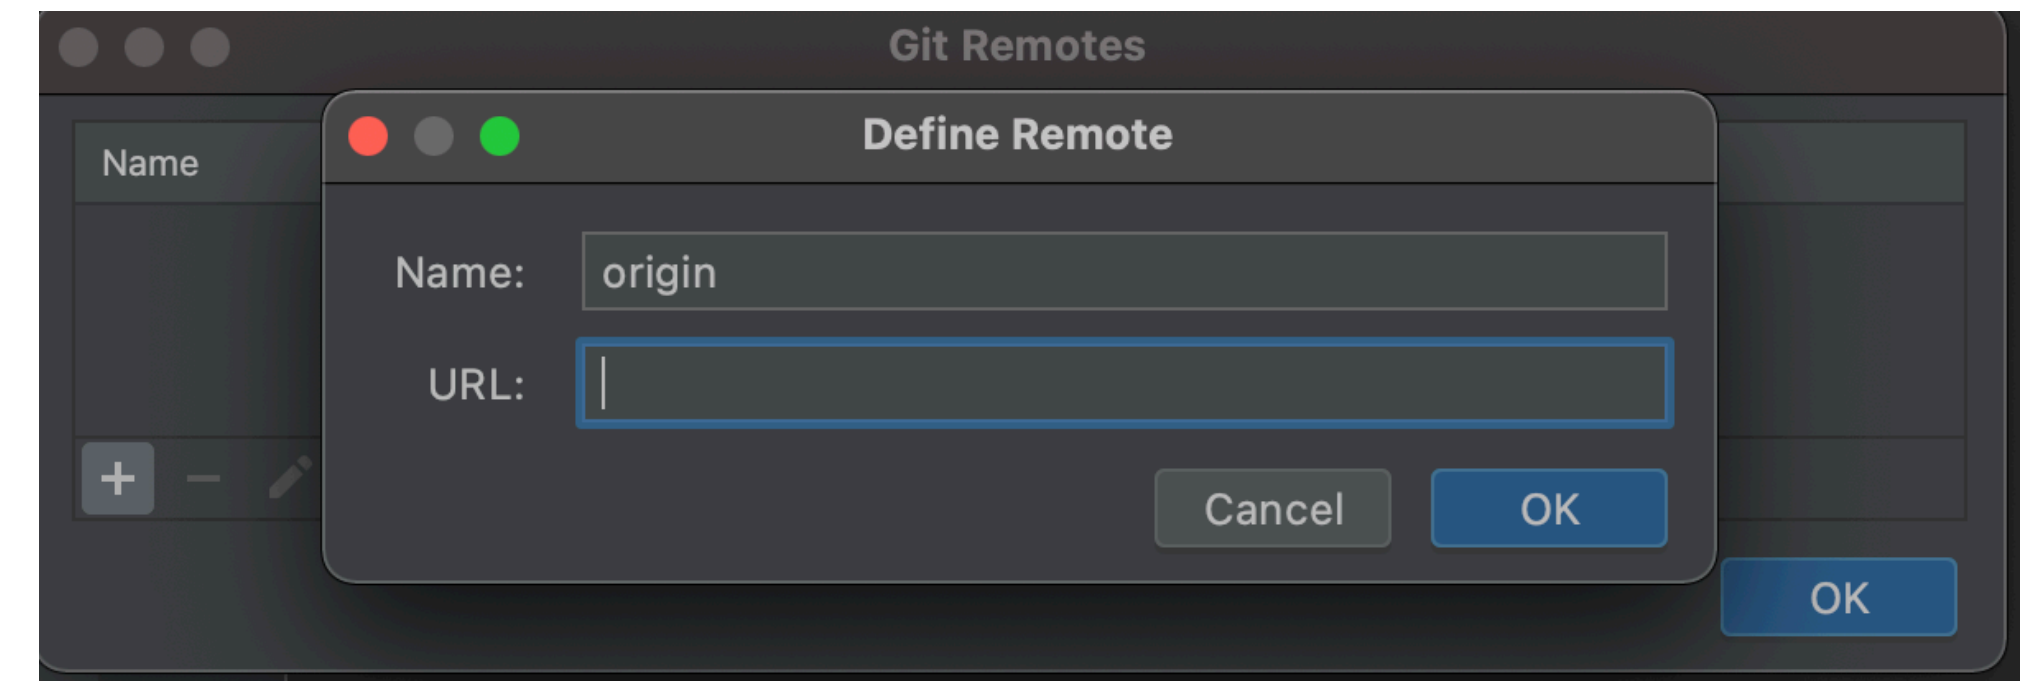 Git Remotes
Define Remote
Name
Name: origin
URL:
Cancel OK
OK